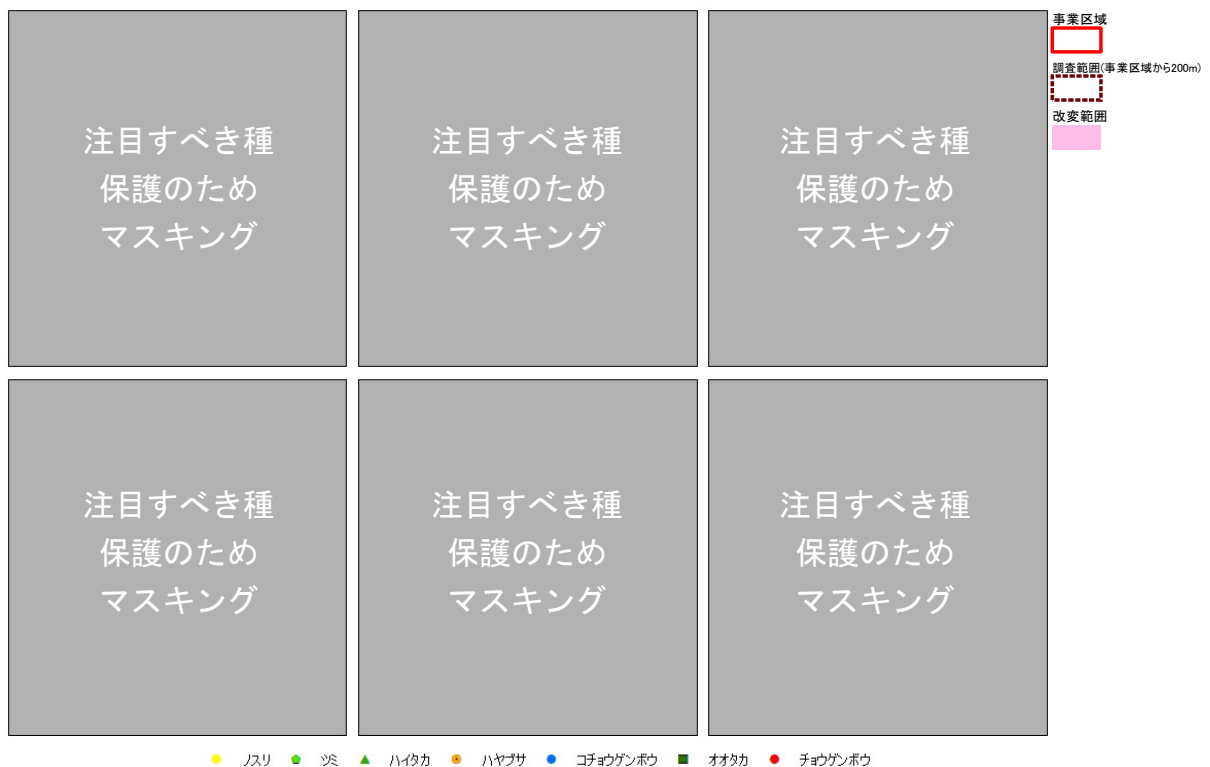 注目すべき種
保護のため
マスキング
注目すべき種
保護のため
マスキング
注目すべき種
保護のため
マスキング
事業区域
調査範囲(事業区域から200m)
改変範囲
注目すべき種
保護のため
マスキング
注目すべき種
保護のため
マスキング
注目すべき種
保護のため
マスキング
ノスリ ツミ ハイタカ ハヤブサ コチョウゲンボウ オオタカ チョウゲンボウ